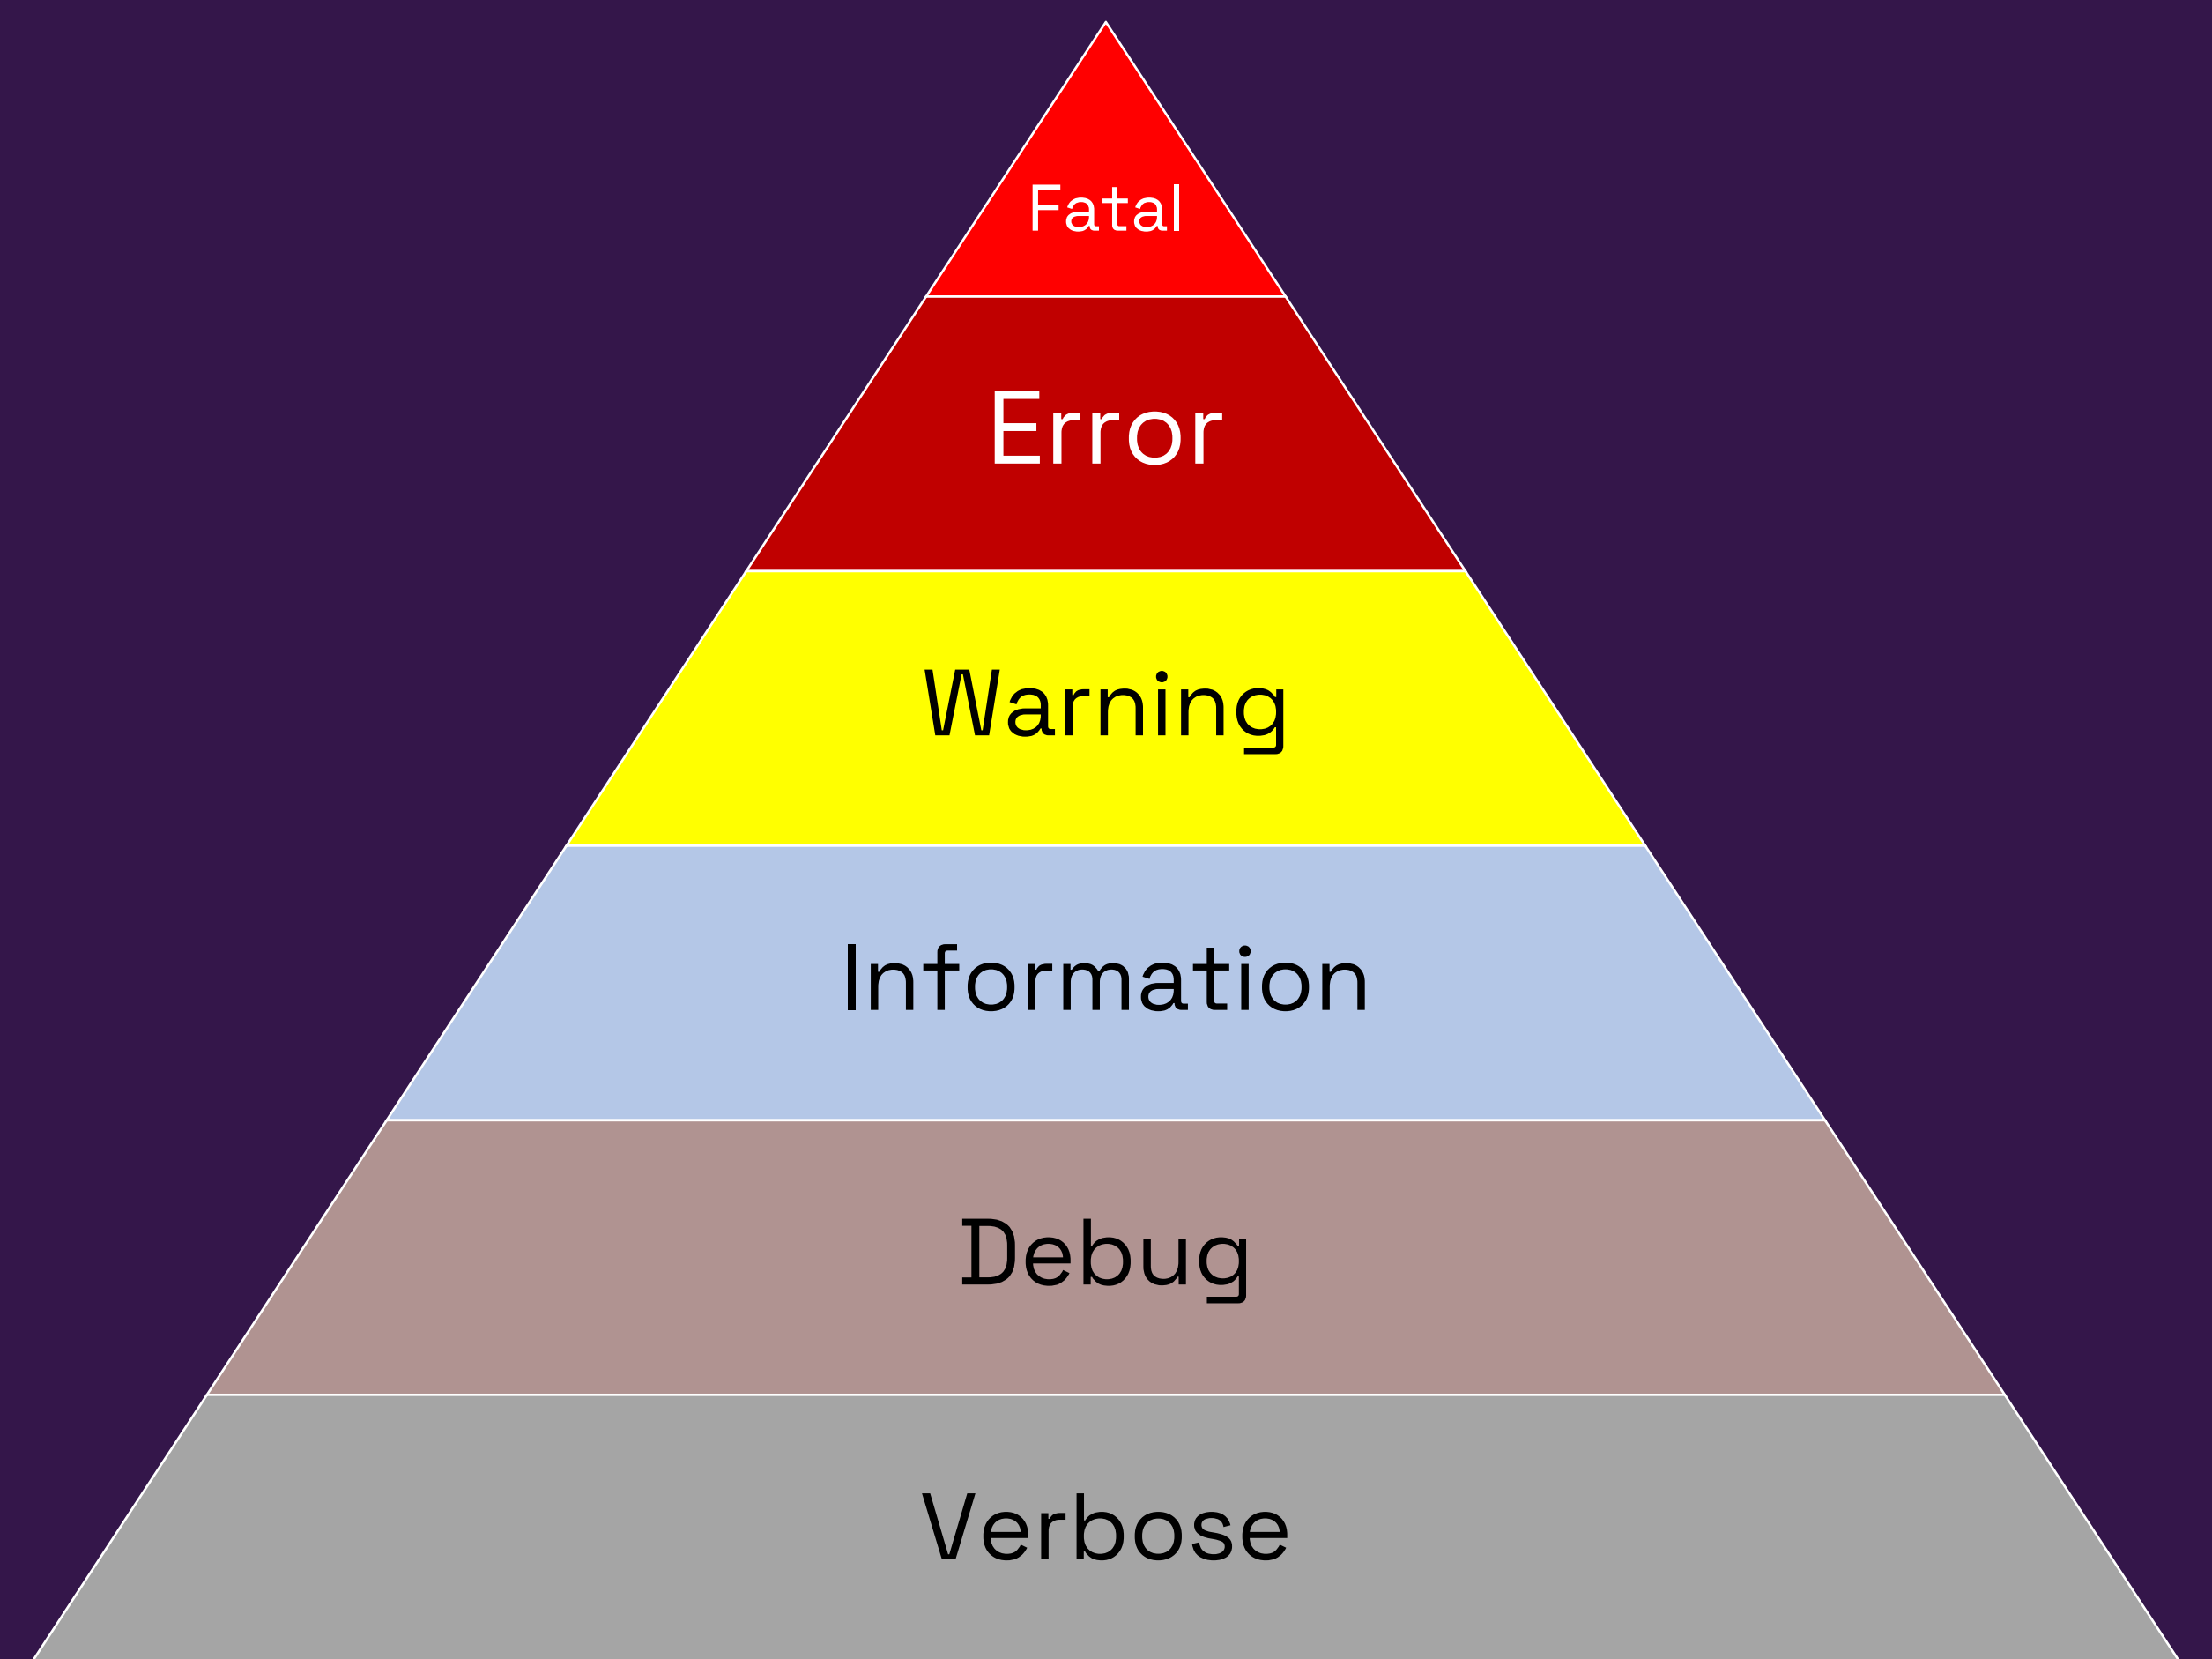 Fatal
Error
Warning
Information
Debug
Verbose